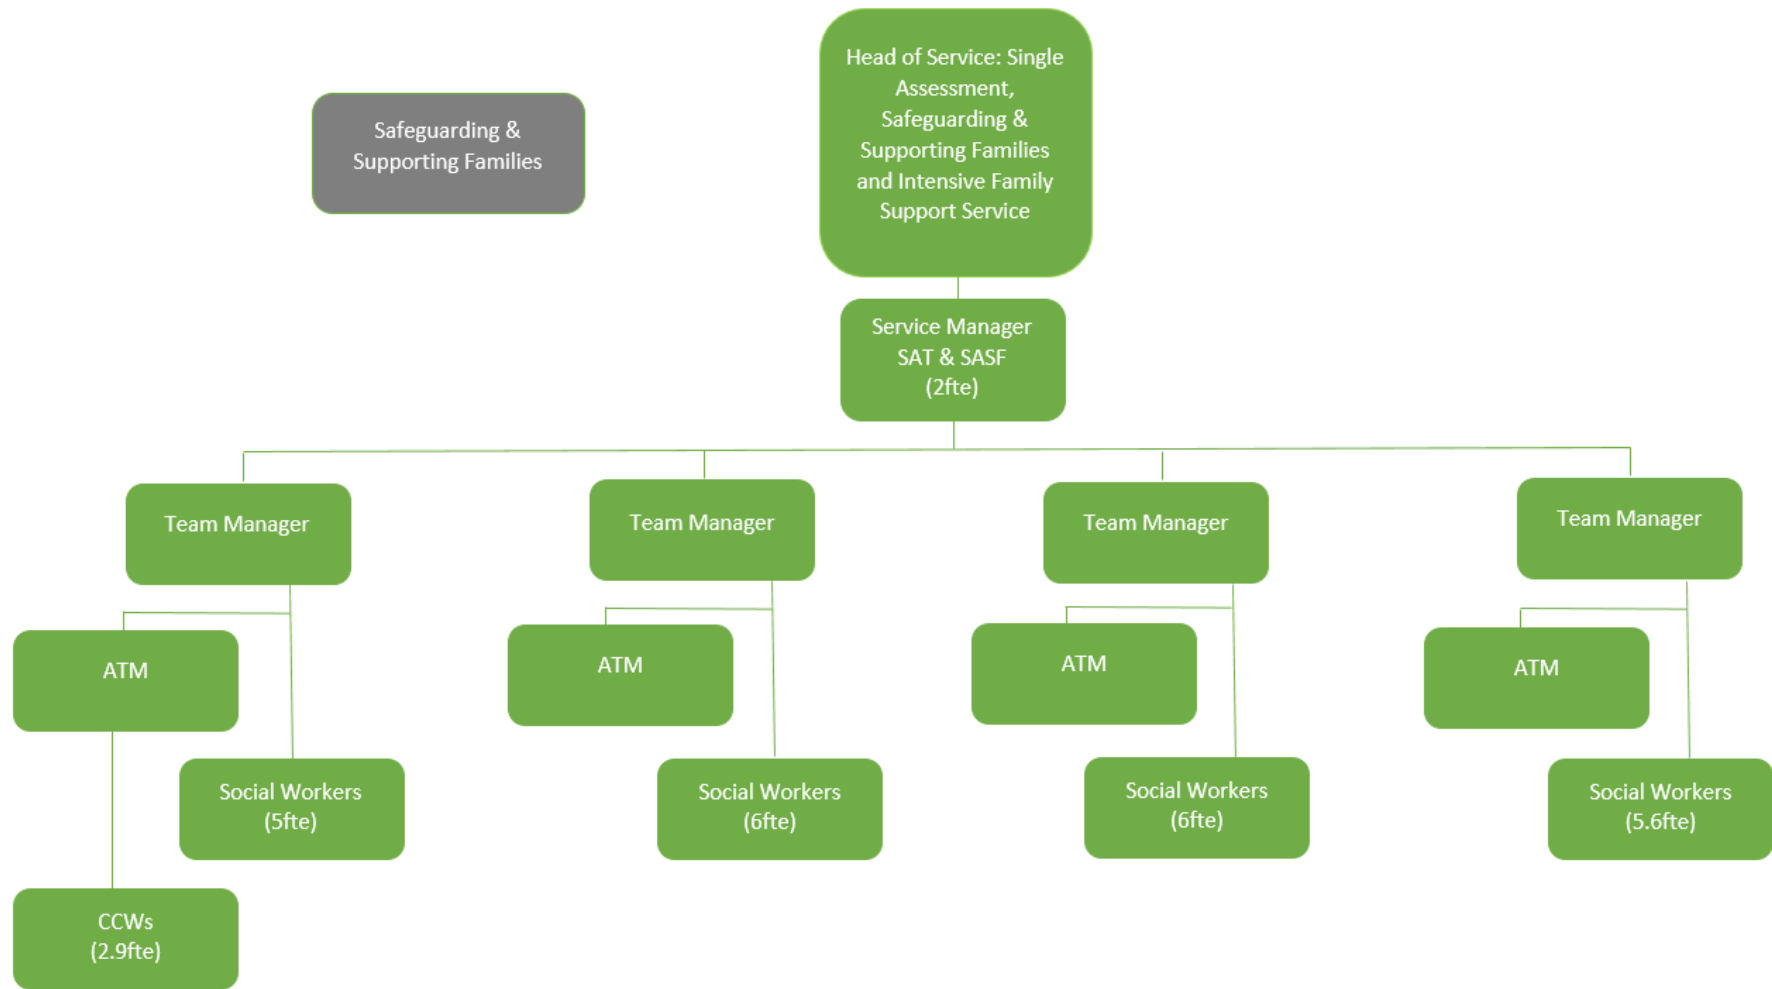 Safeguarding &
Supporting Families
Head of Service: Single
Assessment,
Safeguarding &
Supporting Families
and Intensive Family
Support Service
Service Manager
SAT & SASF
(2fte)
Team Manager
Team Manager
Team Manager
Team Manager
ATM
ATM
ATM
ATM
Social Workers
(5fte)
Social Workers
(6fte)
Social Workers
(6fte)
Social Workers
(5.6fte)
CCWs
(2.9fte)